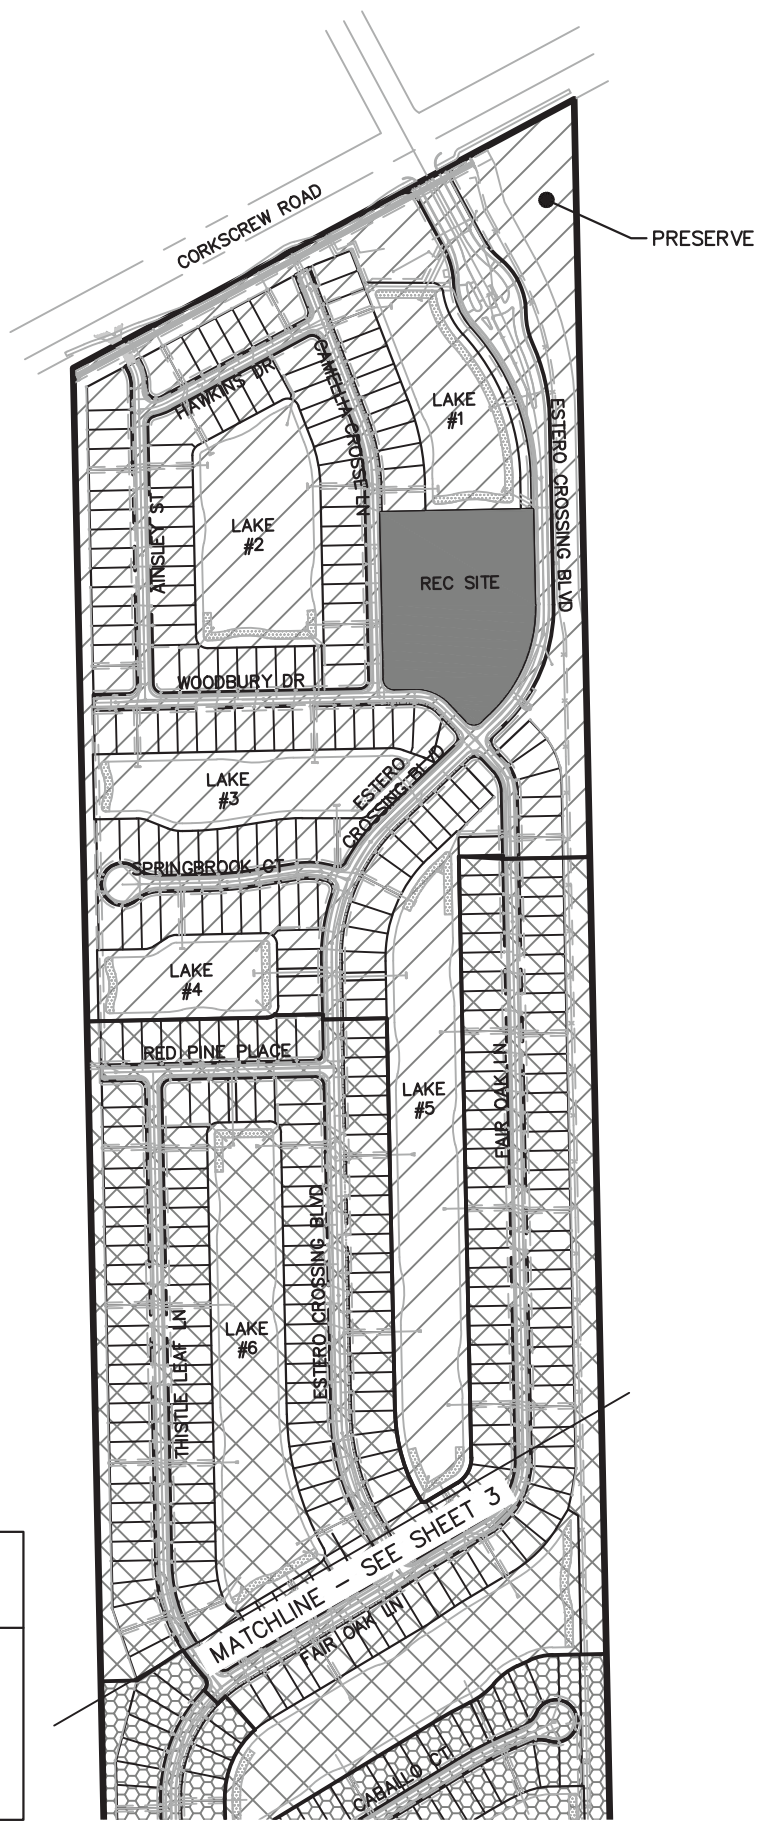 CORKSCREW ROAD
PRESERVE
HAWKINS DR
CAMELLIA CROSSE LN
LAKE
#1
ESTERO CROSSING BLVD
AINSLEY ST
LAKE
#2
REC SITE
WOODBURY DR
LAKE
#3
ESTERO
CROSSING BLVD
SPRINGBROOK CT
LAKE
#4
RED PINE PLACE
LAKE
#5
FAIR OAK LN
ESTERO CROSSING BLVD
THISTLE LEAF LN
LAKE
#6
MATCHLINE - SEE SHEET 3
FAIR OAK LN
CABALLO CT